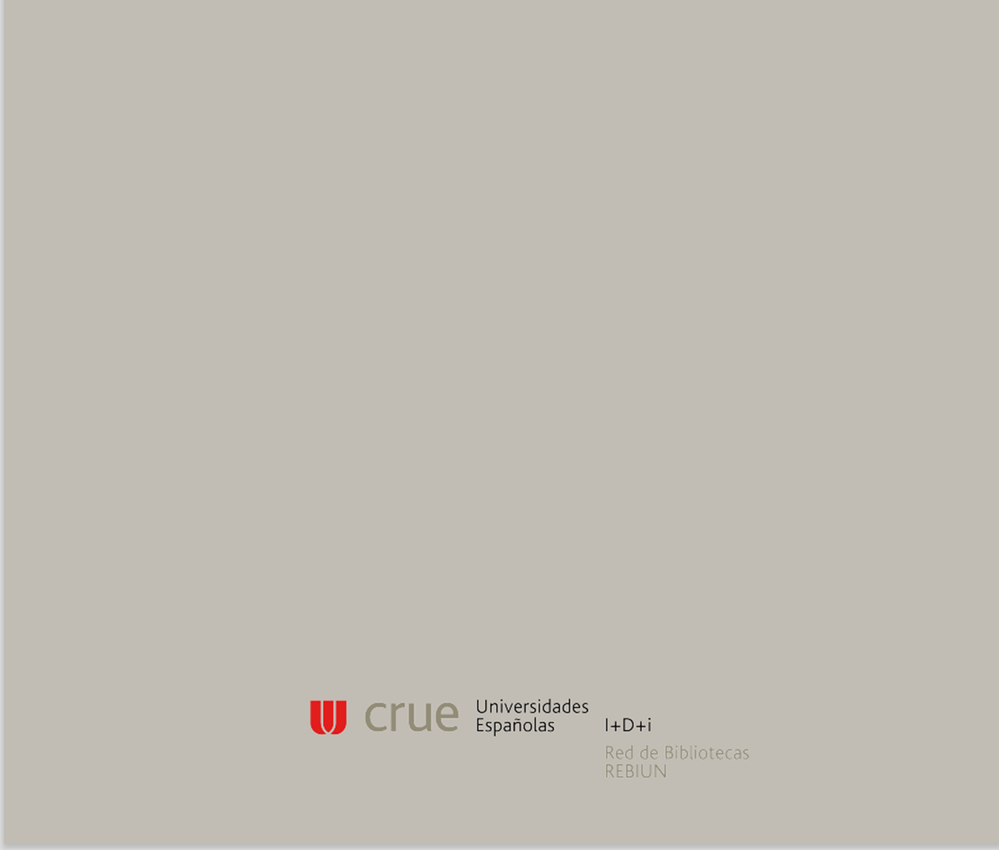 crue
Universidades
Españolas
I+D+i
Red de Bibliotecas
REBIUN